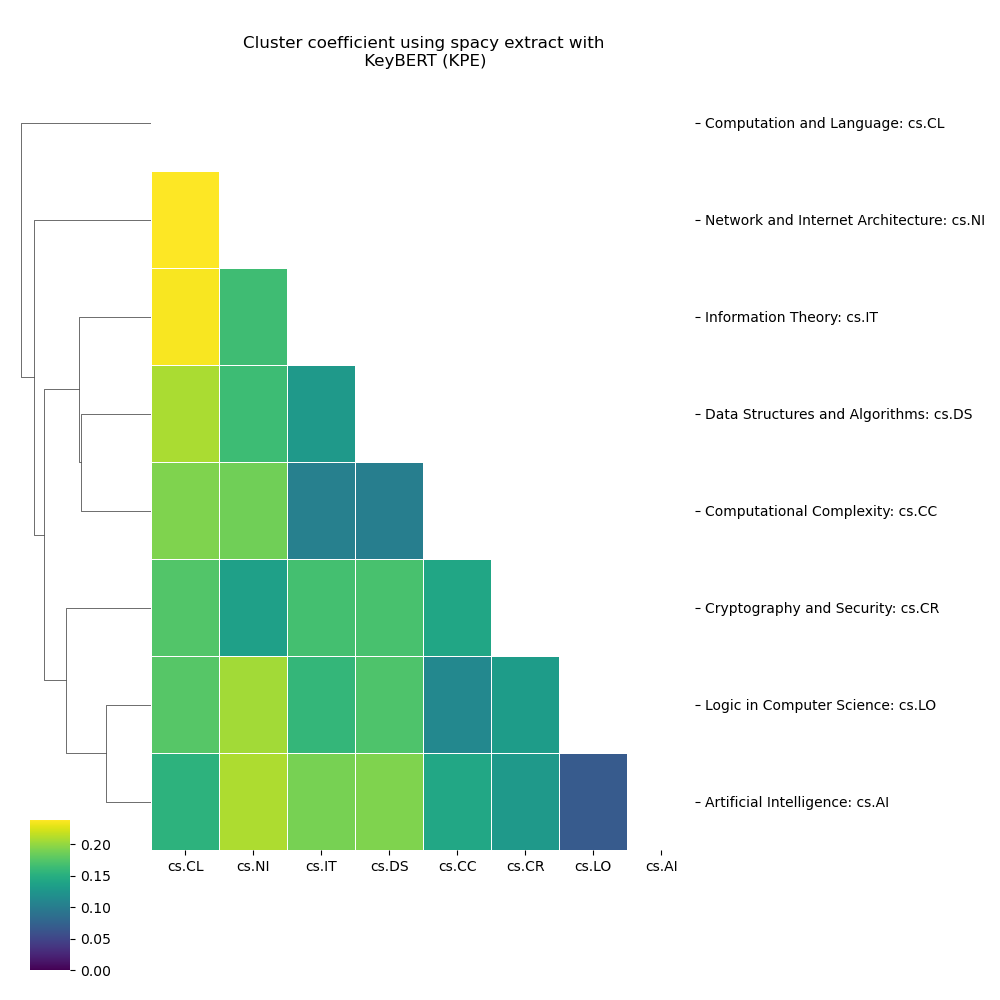 Cluster coefficient using spacy extract with
KeyBERT (KPE)
Computation and Language: cs.CL
Network and Internet Architecture: cs.NI
Information Theory: cs.IT
Data Structures and Algorithms: cs.DS
Computational Complexity: cs.CC
Cryptography and Security: cs.CR
Logic in Computer Science: cs.LO
Artificial Intelligence: cs.AI
cs.CL cs.NI cs.IT cs.DS cs.CC cs.CR cs.LO cs.AI
0.20
0.15
0.10
0.05
0.00